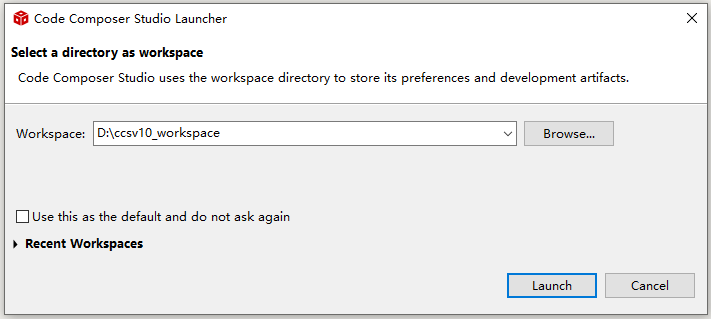 Code Composer Studio Launcher
Select a directory as workspace
Code Composer Studio uses the workspace directory to store its preferences and development artifacts.
Workspace: D:\ccsv10_workspace Browse...
Use this as the default and do not ask again
Recent Workspaces
Launch Cancel